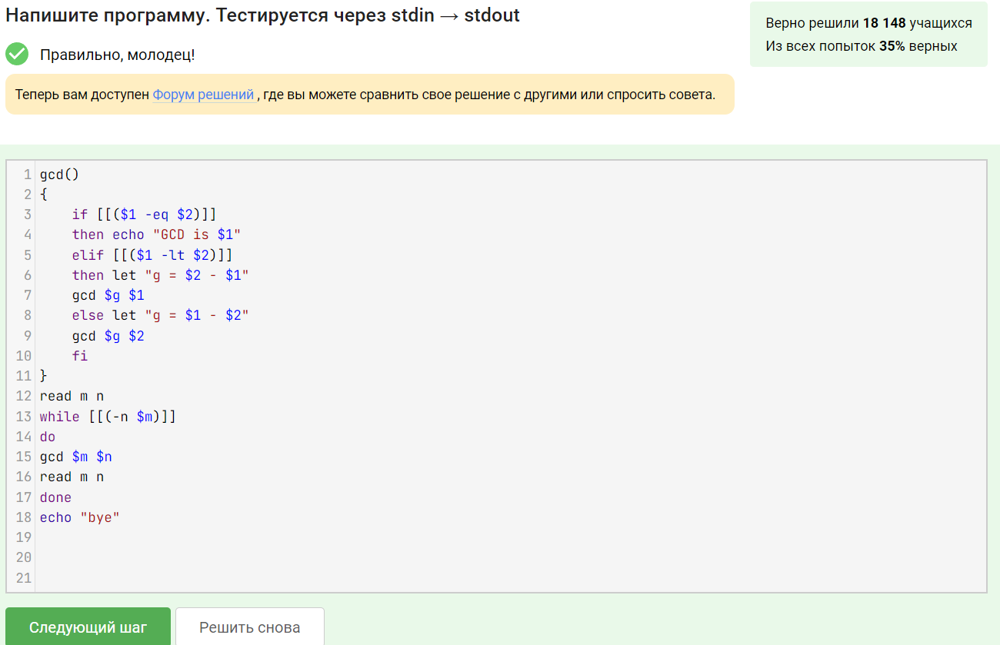 Напишите программу. Тестируется через stdin → stdout
Верно решили 18 148 учащихся
Из всех попыток 35% верных
Правильно, молодец!
Теперь вам доступен Форум решений , где вы можете сравнить свое решение с другими или спросить совета.
1 gcd()
2 {
3     if [[($1 -eq $2)]]
4     then echo "GCD is $1"
5     elif [[($1 -lt $2)]]
6     then let "g = $2 - $1"
7     gcd $g $1
8     else let "g = $1 - $2"
9     gcd $g $2
10     fi
11 }
12 read m n
13 while [[(-n $m)]]
14 do
15 gcd $m $n
16 read m n
17 done
18 echo "bye"
19
20
21
Следующий шаг
Решить снова